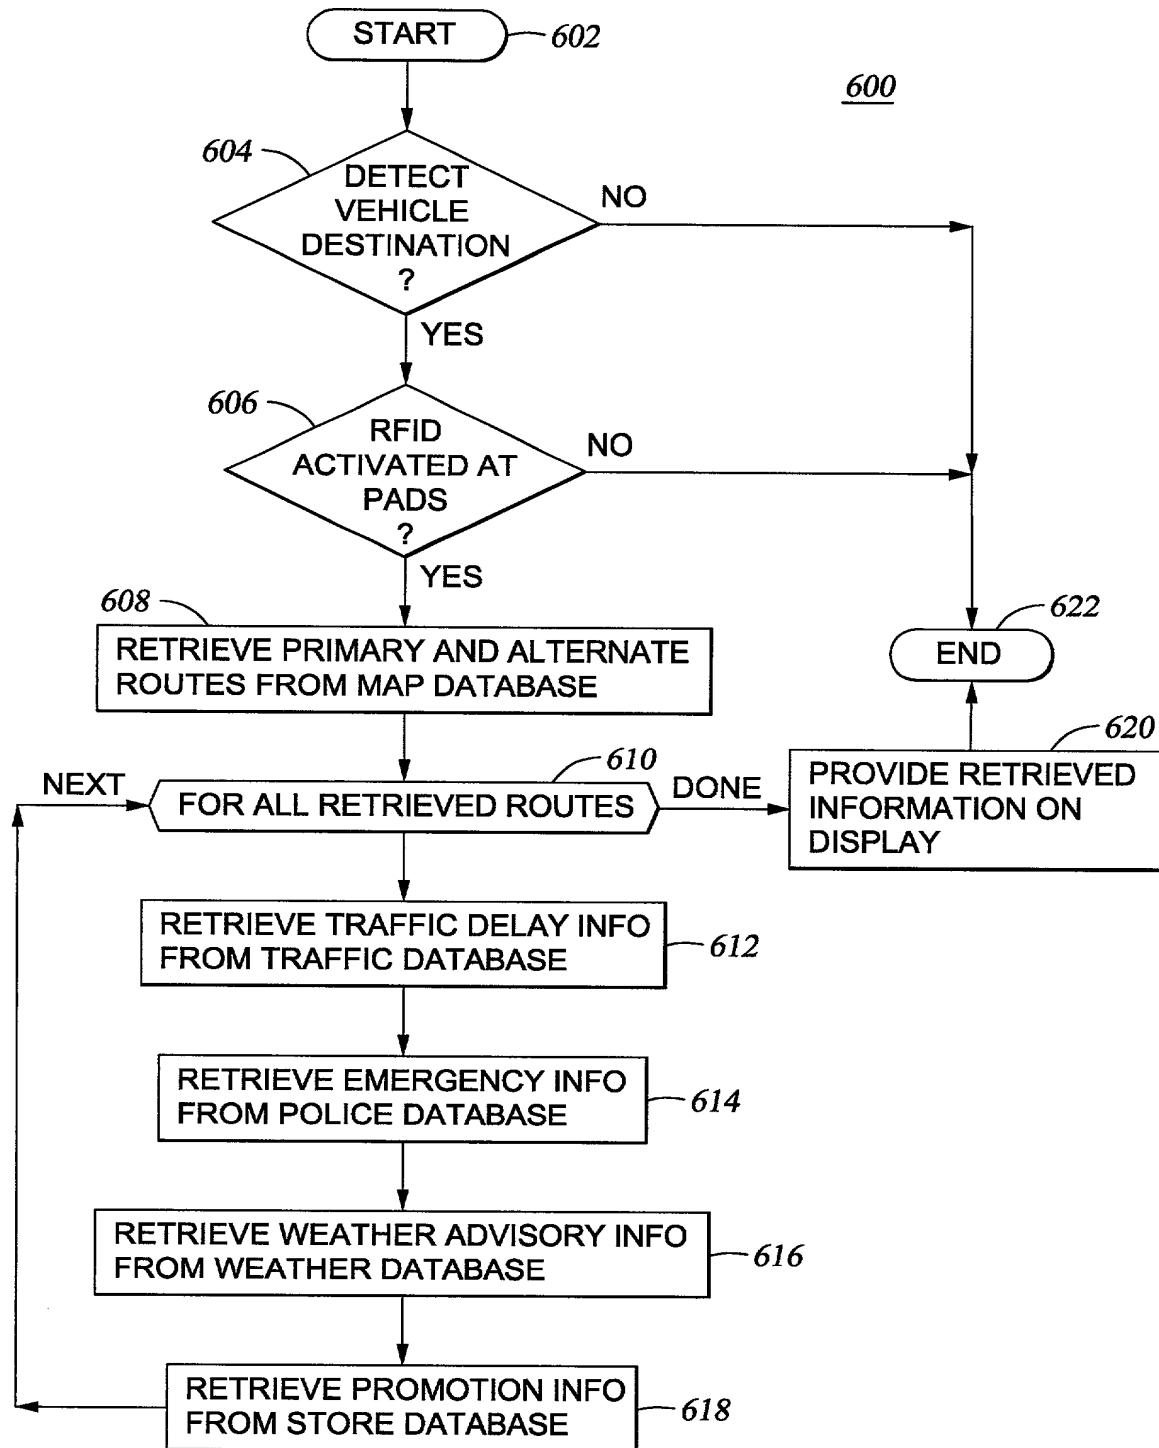 START
602
600
604
DETECT
VEHICLE
DESTINATION
?
NO
YES
606
RFID
ACTIVATED AT
PADS
?
NO
YES
608
RETRIEVE PRIMARY AND ALTERNATE
ROUTES FROM MAP DATABASE
622
END
620
NEXT
610
FOR ALL RETRIEVED ROUTES
DONE
PROVIDE RETRIEVED
INFORMATION ON
DISPLAY
RETRIEVE TRAFFIC DELAY INFO
FROM TRAFFIC DATABASE
612
RETRIEVE EMERGENCY INFO
FROM POLICE DATABASE
614
RETRIEVE WEATHER ADVISORY INFO
FROM WEATHER DATABASE
616
RETRIEVE PROMOTION INFO
FROM STORE DATABASE
618